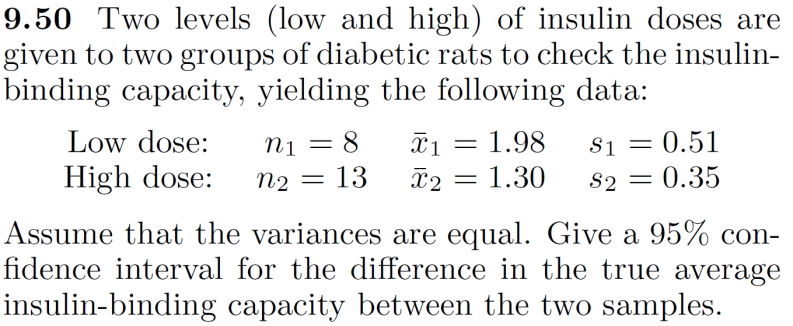 9.50 Two levels (low and high) of insulin doses are
given to two groups of diabetic rats to check the insulin-
binding capacity, yielding the following data:
Low dose: n₁ = 8 x̄₁ = 1.98 s₁ = 0.51
High dose: n₂ = 13 x̄₂ = 1.30 s₂ = 0.35
Assume that the variances are equal. Give a 95% con-
fidence interval for the difference in the true average
insulin-binding capacity between the two samples.